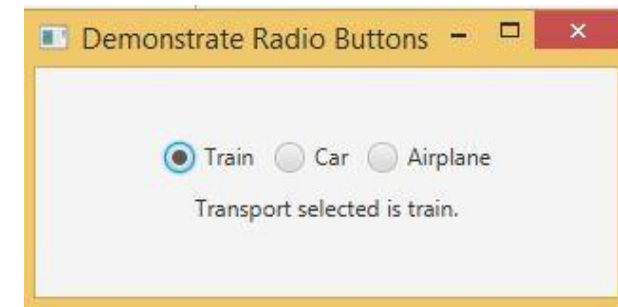 Demonstrate Radio Buttons
Train Car Airplane
Transport selected is train.